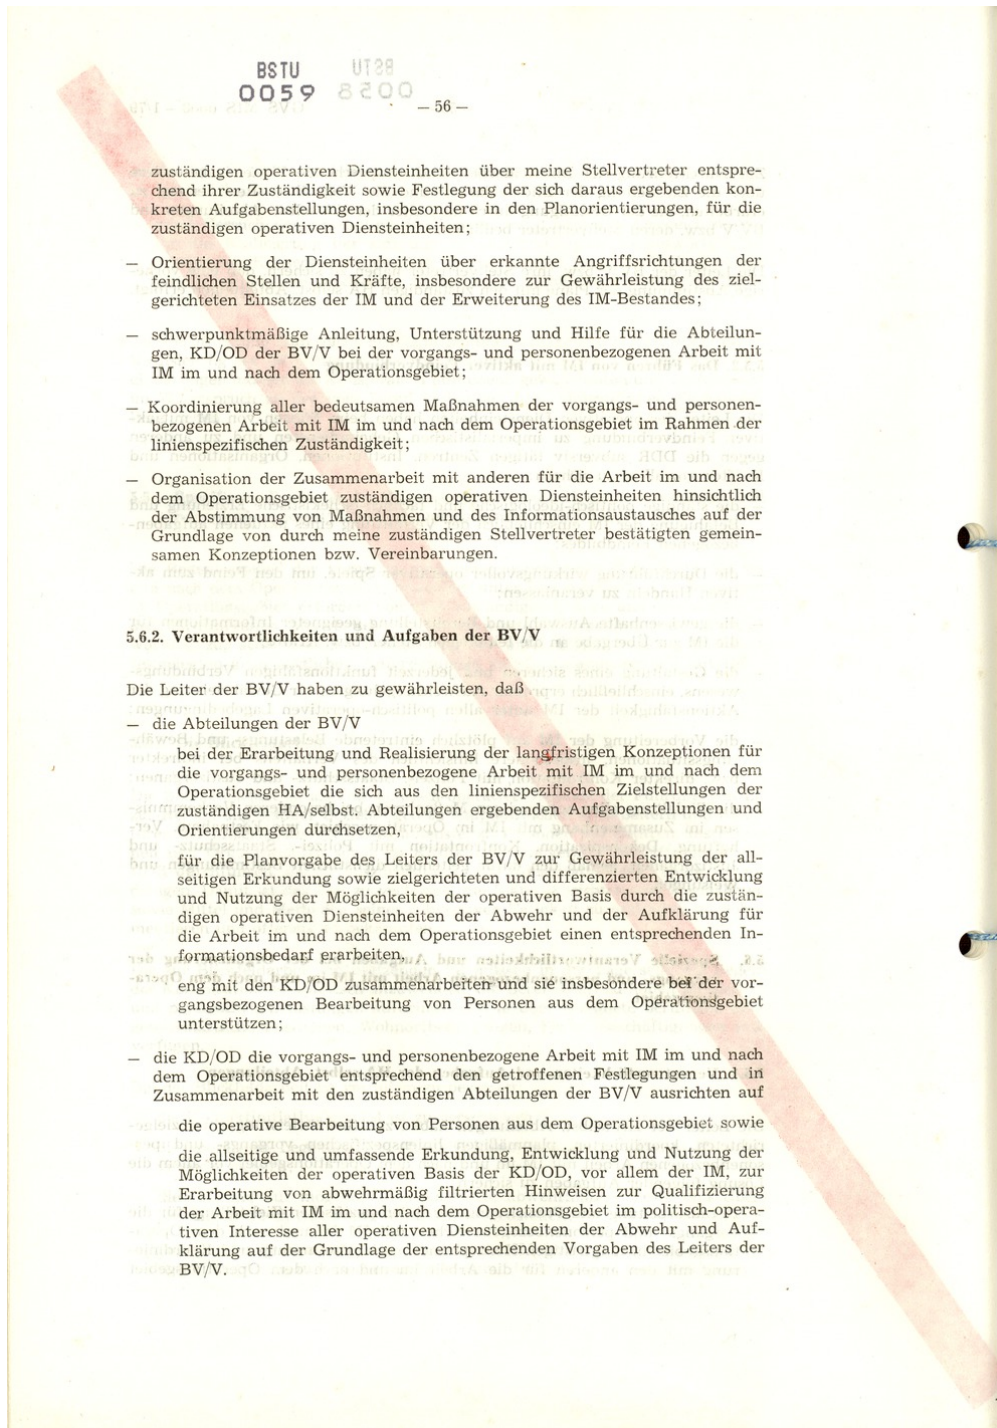 BSTU
0059
— 56 —
zuständigen operativen Diensteinheiten über meine Stellvertreter entspre-
chend ihrer Zuständigkeit sowie Festlegung der sich daraus ergebenden kon-
kreten Aufgabenstellungen, insbesondere in den Planorientierungen, für die
zuständigen operativen Diensteinheiten;
— Orientierung der Diensteinheiten über erkannte Angriffsrichtungen der
feindlichen Stellen und Kräfte, insbesondere zur Gewährleistung des ziel-
gerichteten Einsatzes der IM und der Erweiterung des IM-Bestandes;
— schwerpunktmäßige Anleitung, Unterstützung und Hilfe für die Abteilun-
gen, KD/OD der BV/V bei der vorgangs- und personenbezogenen Arbeit mit
IM im und nach dem Operationsgebiet;
— Koordinierung aller bedeutsamen Maßnahmen der vorgangs- und personen-
bezogenen Arbeit mit IM im und nach dem Operationsgebiet im Rahmen der
linienspezifischen Zuständigkeit;
— Organisation der Zusammenarbeit mit anderen für die Arbeit im und nach
dem Operationsgebiet zuständigen operativen Diensteinheiten hinsichtlich
der Abstimmung von Maßnahmen und des Informationsaustausches auf der
Grundlage von durch meine zuständigen Stellvertreter bestätigten gemein-
samen Konzeptionen bzw. Vereinbarungen.
5.6.2. Verantwortlichkeiten und Aufgaben der BV/V
Die Leiter der BV/V haben zu gewährleisten, daß
— die Abteilungen der BV/V
bei der Erarbeitung und Realisierung der langfristigen Konzeptionen für
die vorgangs- und personenbezogene Arbeit mit IM im und nach dem
Operationsgebiet die sich aus den linienspezifischen Zielstellungen der
zuständigen HA/selbst. Abteilungen ergebenden Aufgabenstellungen und
Orientierungen durchsetzen,
für die Planvorgabe des Leiters der BV/V zur Gewährleistung der all-
seitigen Erkundung sowie zielgerichteten und differenzierten Entwicklung
und Nutzung der Möglichkeiten der operativen Basis durch die zustän-
digen operativen Diensteinheiten der Abwehr und der Aufklärung für
die Arbeit im und nach dem Operationsgebiet einen entsprechenden In-
formationsbedarf erarbeiten,
eng mit den KD/OD zusammenarbeiten und sie insbesondere bei der vor-
gangsbezogenen Bearbeitung von Personen aus dem Operationsgebiet
unterstützen;
— die KD/OD die vorgangs- und personenbezogene Arbeit mit IM im und nach
dem Operationsgebiet entsprechend den getroffenen Festlegungen und in
Zusammenarbeit mit den zuständigen Abteilungen der BV/V ausrichten auf
die operative Bearbeitung von Personen aus dem Operationsgebiet sowie
die allseitige und umfassende Erkundung, Entwicklung und Nutzung der
Möglichkeiten der operativen Basis der KD/OD, vor allem der IM, zur
Erarbeitung von abwehrmäßig filtrierten Hinweisen zur Qualifizierung
der Arbeit mit IM im und nach dem Operationsgebiet im politisch-opera-
tiven Interesse aller operativen Diensteinheiten der Abwehr und Auf-
klärung auf der Grundlage der entsprechenden Vorgaben des Leiters der
BV/V.